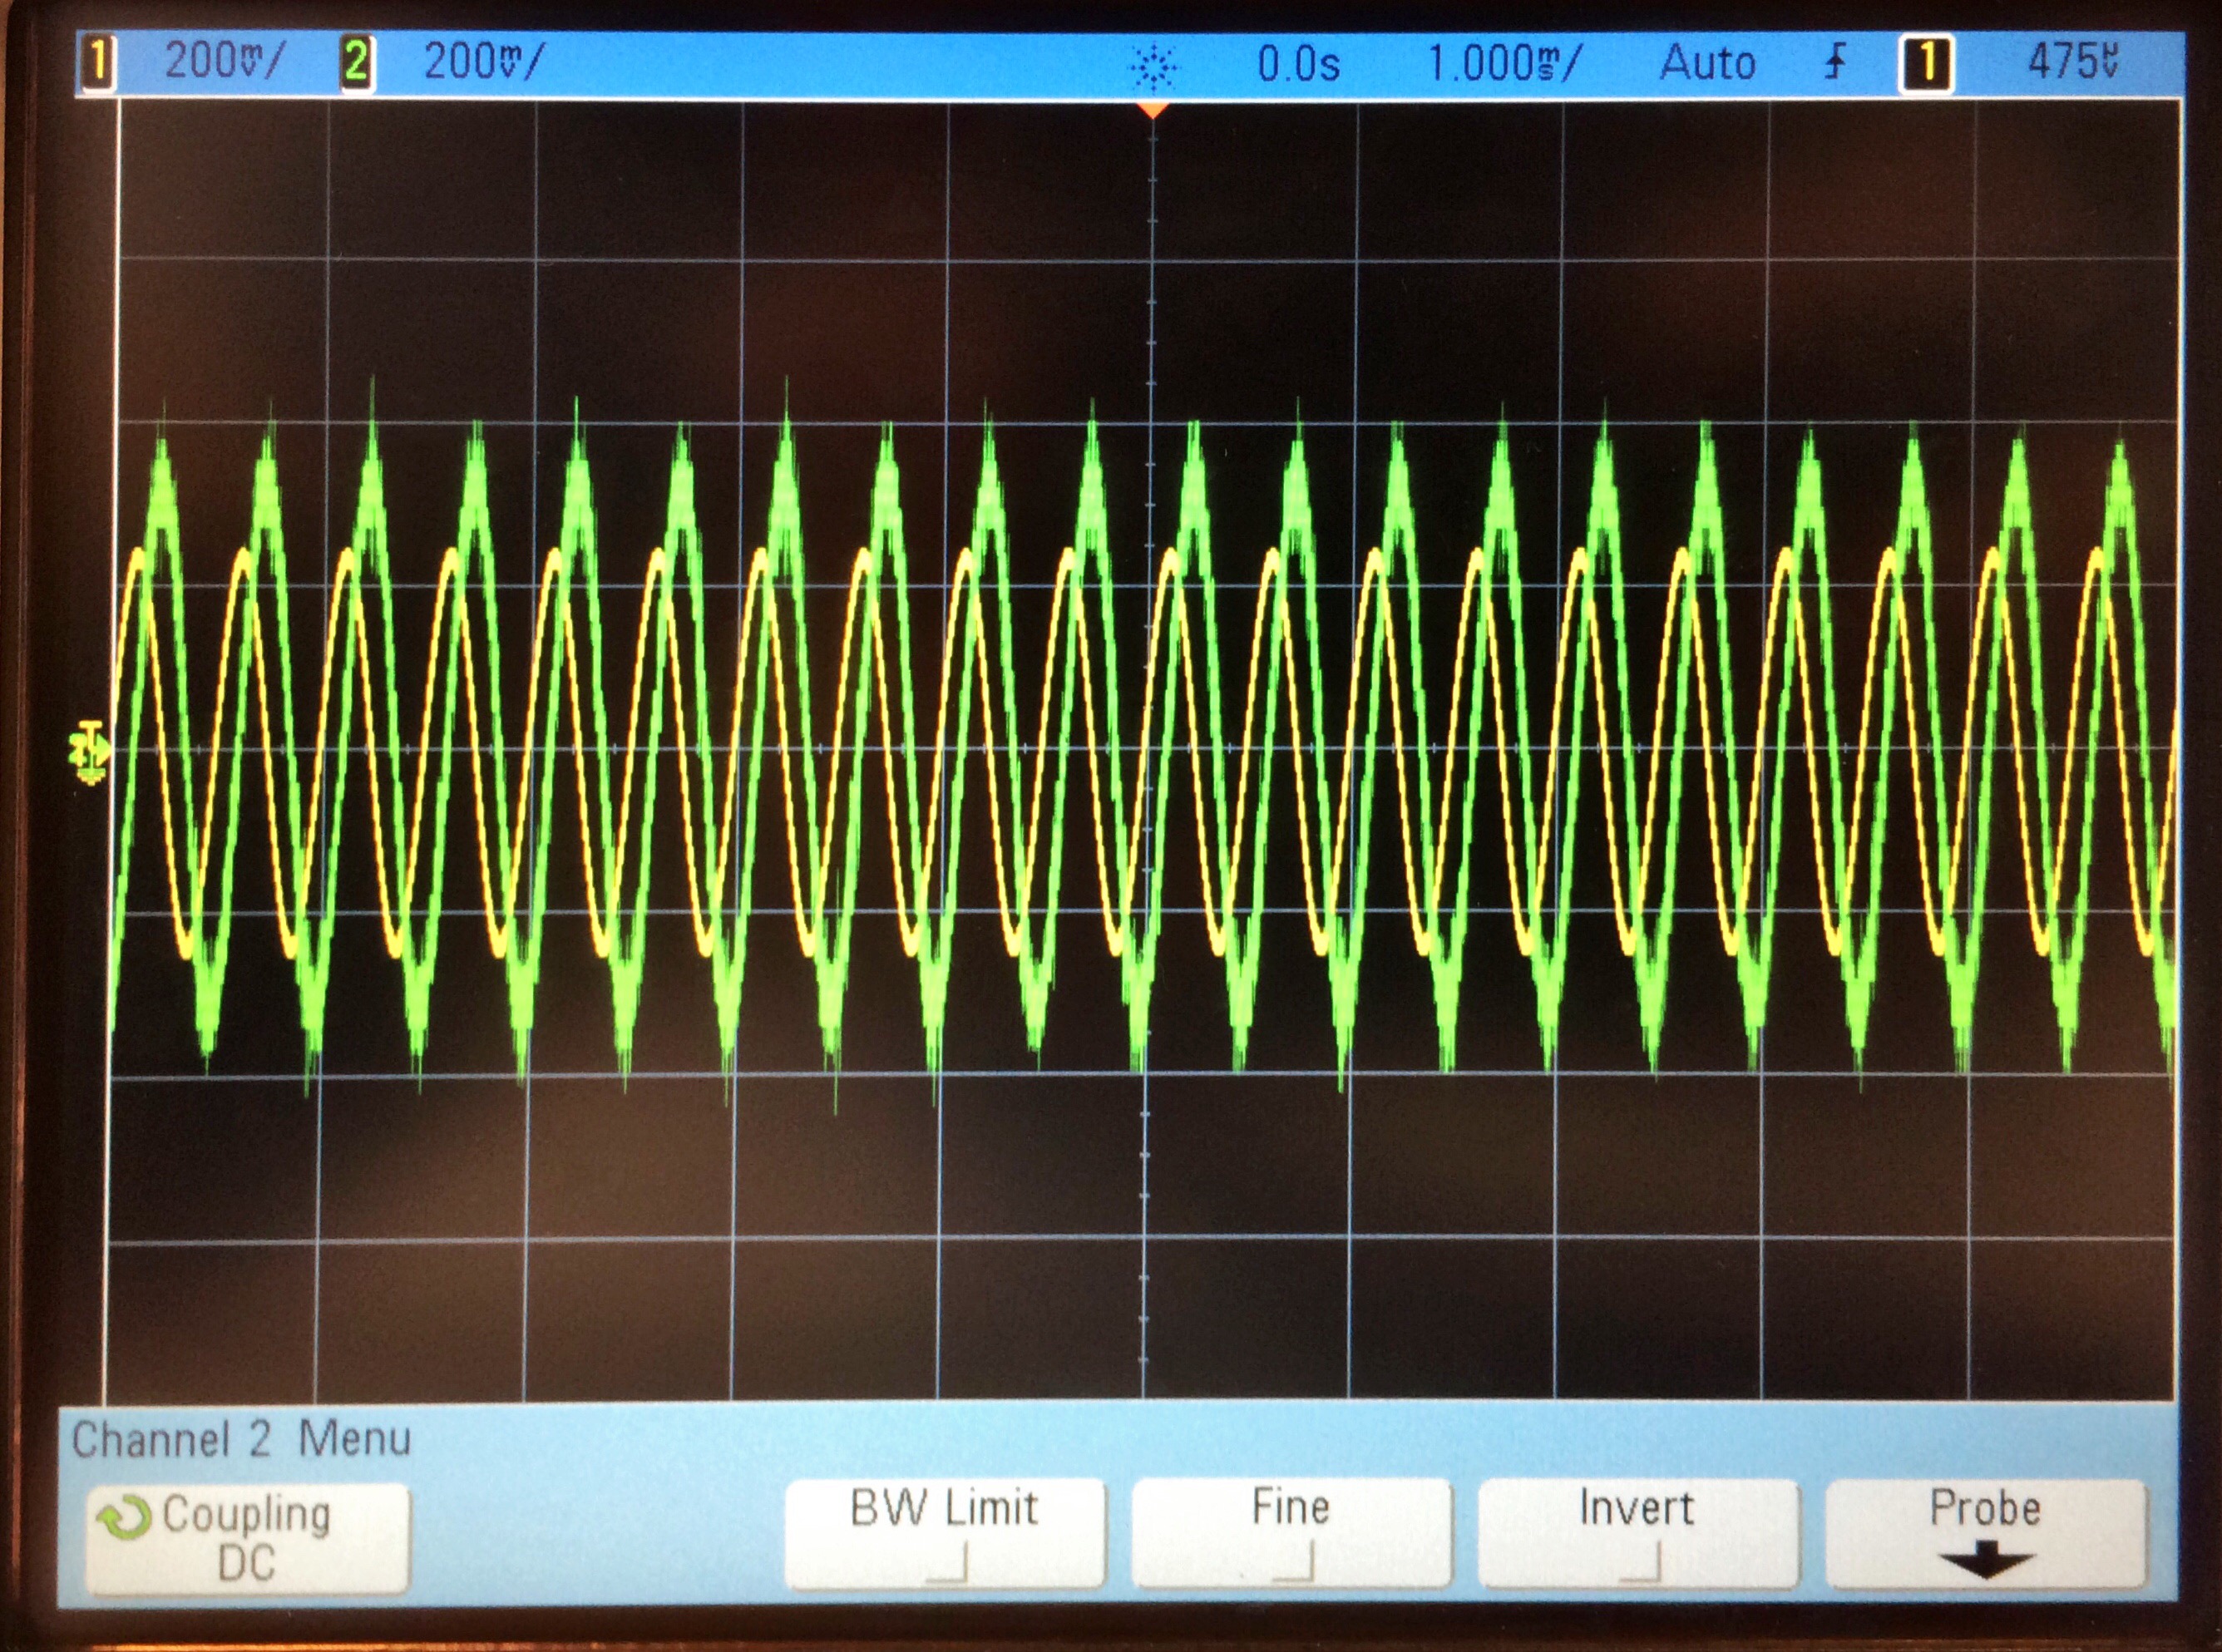 1 200mV/ 2 200mV/ 0.0s 1.000ms/ Auto 1 475uV
T
Channel 2 Menu
Coupling BW Limit Fine Invert Probe
DC